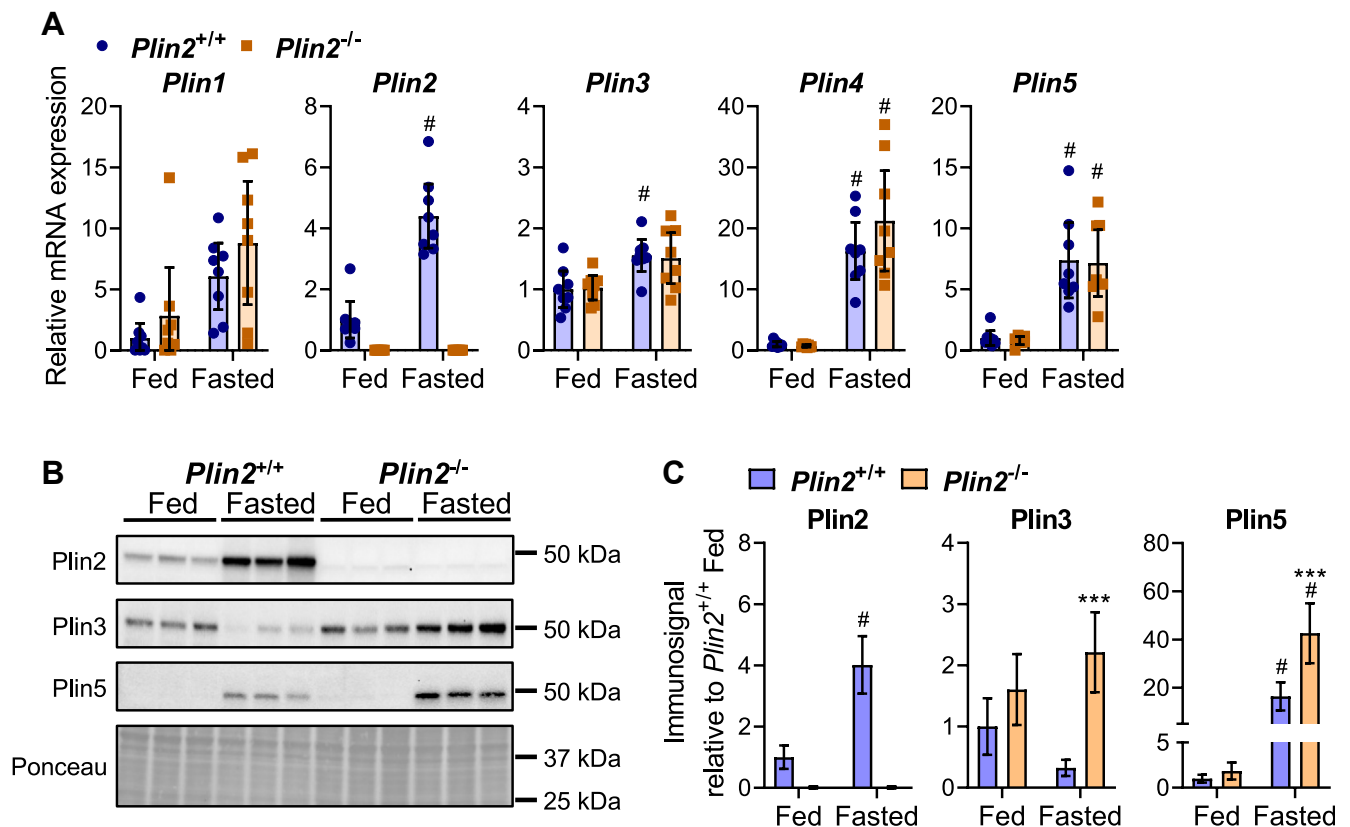 A
Plin2+/+ Plin2-/-
Plin1 Plin2 Plin3 Plin4 Plin5
Relative mRNA expression
20 15 10 5 0
Fed Fasted
8 6 4 2 0
#
Fed Fasted
4 3 2 1 0
#
Fed Fasted
40 30 20 10 0
# #
Fed Fasted
20 15 10 5 0
# #
Fed Fasted
B
Plin2+/+ Plin2-/-
Fed Fasted Fed Fasted
Plin2 50 kDa
Plin3 50 kDa
Plin5 50 kDa
Ponceau 37 kDa
25 kDa
C
Plin2+/+ Plin2-/-
Plin2 Plin3 Plin5
Immunosignal
relative to Plin2+/+ Fed
8 6 4 2 0
#
Fed Fasted
4 3 2 1 0
***
Fed Fasted
80 60 40 20 5 0
# *** #
Fed Fasted